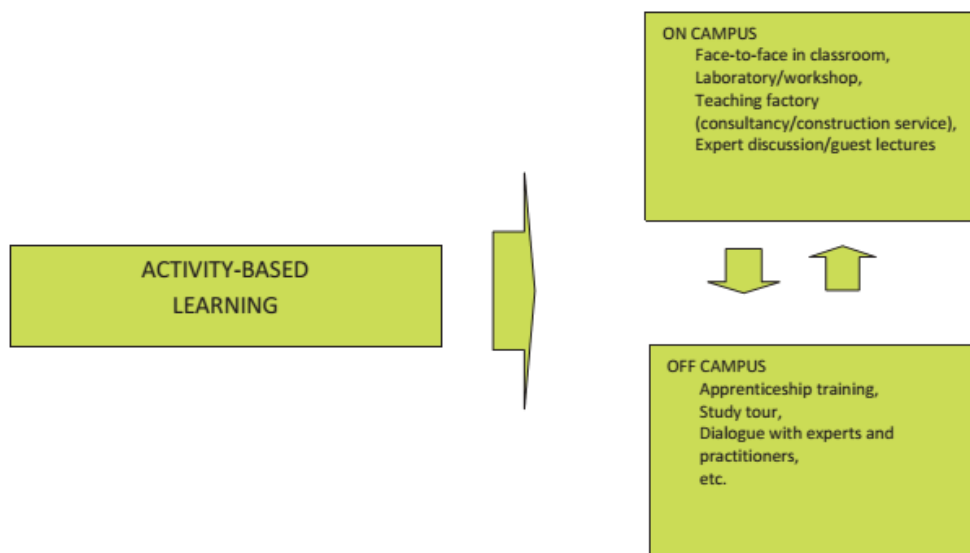 ON CAMPUS
Face-to-face in classroom,
Laboratory/workshop,
Teaching factory
(consultancy/construction service),
Expert discussion/guest lectures
ACTIVITY-BASED
LEARNING
OFF CAMPUS
Apprenticeship training,
Study tour,
Dialogue with experts and
practitioners,
etc.